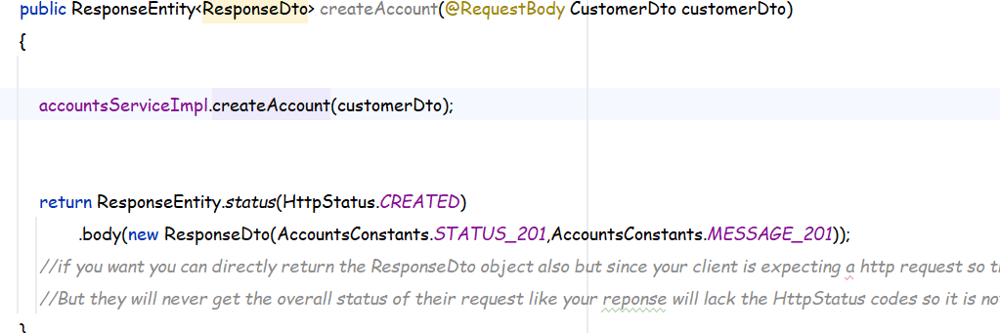 public ResponseEntity<ResponseDto> createAccount(@RequestBody CustomerDto customerDto)
{
accountsServiceImpl.createAccount(customerDto);
return ResponseEntity.status(HttpStatus.CREATED)
.body(new ResponseDto(AccountsConstants.STATUS_201,AccountsConstants.MESSAGE_201));
//if you want you can directly return the ResponseDto object also but since your client is expecting a http request so
//But they will never get the overall status of their request like your reponse will lack the HttpStatus codes so it is
}